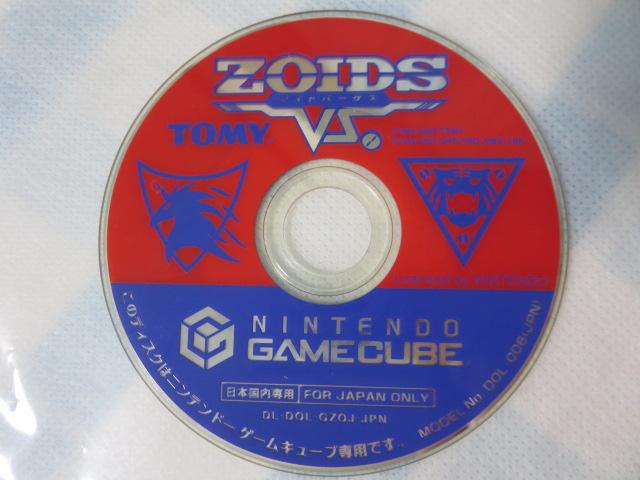 ZOIDS
ゾイドバーサス
VS.
TOMY
Licensed by NINTENDO
NINTENDO
GAMECUBE
日本国内専用 FOR JAPAN ONLY
DL-DOL-GZOJ-JPN
このディスクはニンテンドーゲームキューブ専用です。
MODEL No. DOL-006(JPN)